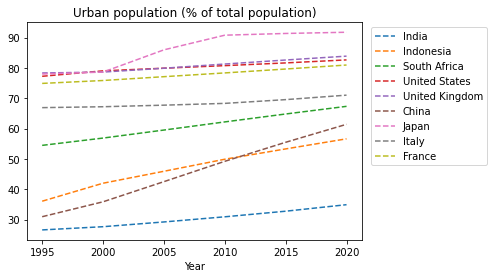 Urban population (% of total population)
90
80
70
60
50
40
30
1995
2000
2005
2010
2015
2020
Year
India
Indonesia
South Africa
United States
United Kingdom
China
Japan
Italy
France